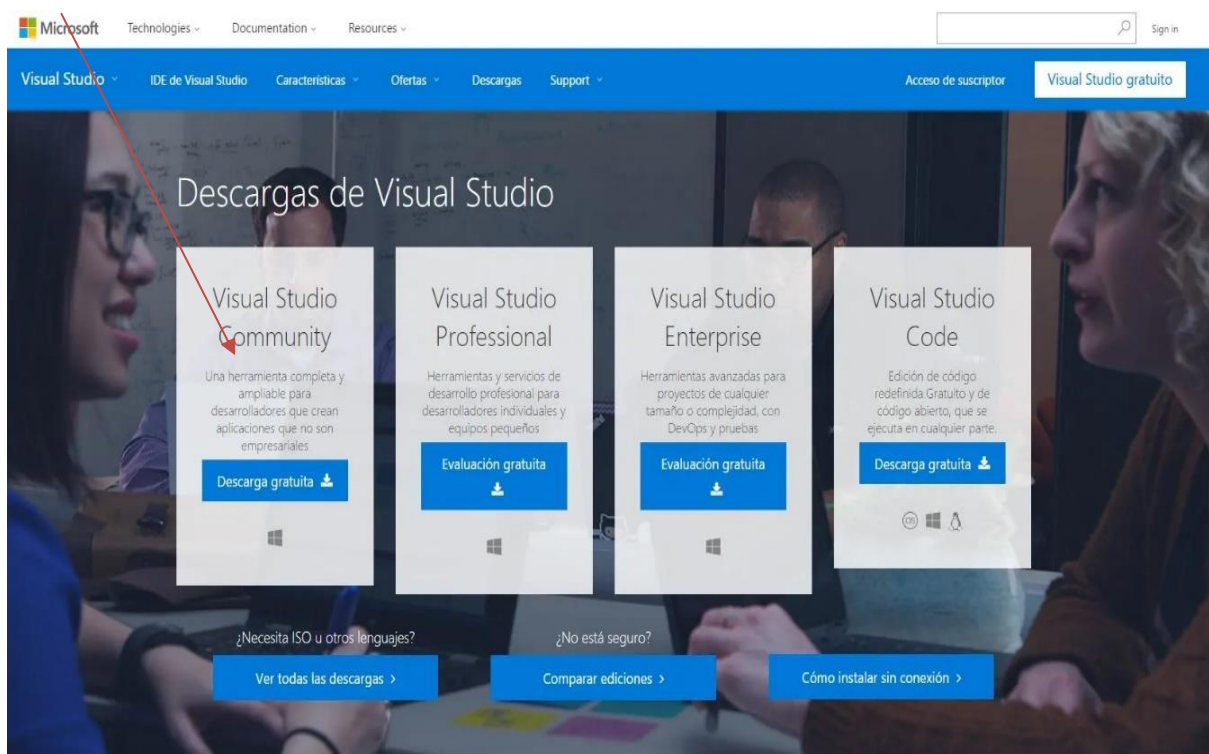 Microsoft Technologies Documentation Resources Sign in
Visual Studio IDE de Visual Studio Características Ofertas Descargas Support Acceso de suscriptor Visual Studio gratuito
Descargas de Visual Studio
Visual Studio
Community
Una herramienta completa y
ampliable para
desarrolladores que crean
aplicaciones que no son
empresariales
Descarga gratuita
Visual Studio
Professional
Herramientas y servicios de
desarrollo profesional para
desarrolladores individuales y
equipos pequeños
Evaluación gratuita
Visual Studio
Enterprise
Herramientas avanzadas para
proyectos de cualquier
tamaño o complejidad, con
DevOps y pruebas
Evaluación gratuita
Visual Studio
Code
Edición de código
redefinida Gratuito y de
código abierto, que se
ejecuta en cualquier parte.
Descarga gratuita
¿Necesita ISO u otros lenguajes?
Ver todas las descargas >
¿No está seguro?
Comparar ediciones >
Cómo instalar sin conexión >